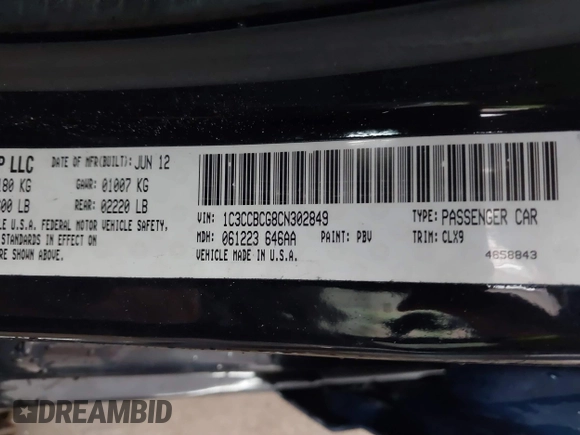 P LLC DATE OF MFR(BUILT): JUN 12
180 KG GAWR: 01007 KG
00 LB REAR: 02220 LB
LE U.S.A. FEDERAL MOTOR VEHICLE SAFETY,
STANDARDS IN EFFECT ON
RE SHOWN ABOVE.
VIN: 1C3CCBCG8CN302849 TYPE: PASSENGER CAR
MDH: 061223 646AA PAINT: PBV TRIM: CLX9
VEHICLE MADE IN U.S.A. 4858843
DREAMBID